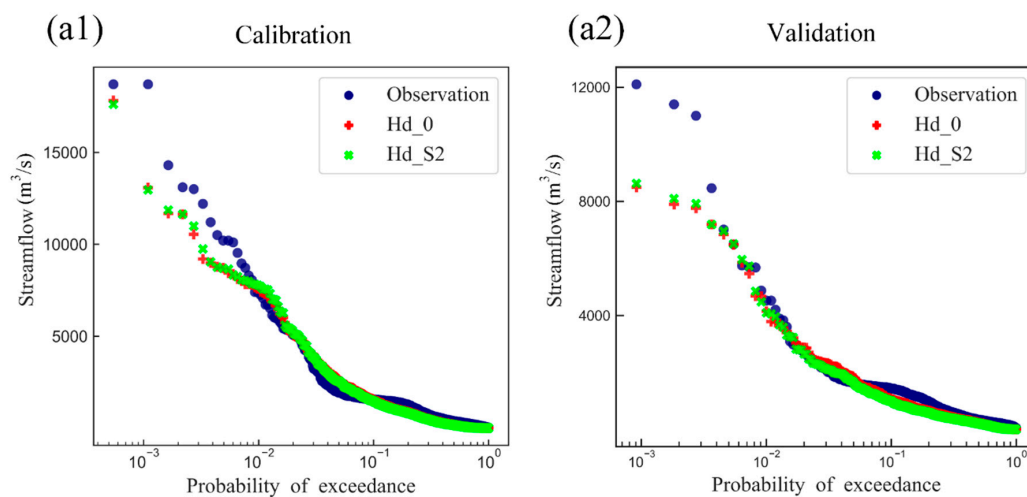 (a1)
Calibration
Observation
Hd_0
Hd_S2
15000
10000
5000
Streamflow (m³/s)
10⁻³
10⁻²
10⁻¹
10⁰
Probability of exceedance
(a2)
Validation
Observation
Hd_0
Hd_S2
12000
8000
4000
0
Streamflow (m³/s)
10⁻³
10⁻²
10⁻¹
10⁰
Probability of exceedance